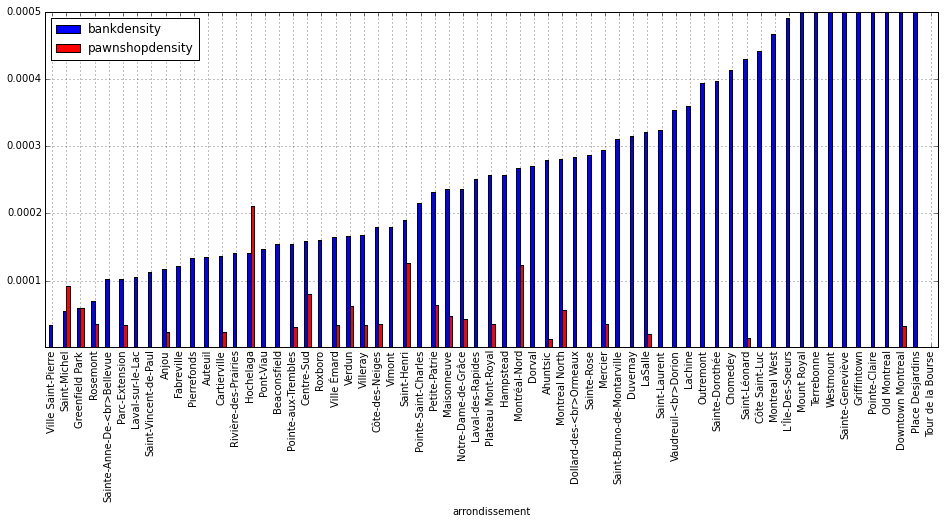 0.0005
0.0004
0.0003
0.0002
0.0001
bankdensity
pawnshopdensity
Ville Saint-Pierre
Saint-Michel
Greenfield Park
Rosemont
Sainte-Anne-De-<br>Bellevue
Parc-Extension
Laval-sur-le-Lac
Saint-Vincent-de-Paul
Anjou
Fabreville
Pierrefonds
Auteuil
Cartierville
Rivière-des-Prairies
Hochelaga
Pont-Viau
Beaconsfield
Pointe-aux-Trembles
Centre-Sud
Roxboro
Ville Émard
Verdun
Villeray
Côte-des-Neiges
Vimont
Saint-Henri
Pointe-Saint-Charles
Petite-Patrie
Maisonneuve
Notre-Dame-de-Grâce
Laval-des-Rapides
Plateau Mont-Royal
Hampstead
Montréal-Nord
Dorval
Ahuntsic
Montreal North
Dollard-des-<br>Ormeaux
Sainte-Rose
Mercier
Saint-Bruno-de-Montarville
Duvernay
LaSalle
Saint-Laurent
Vaudreuil-<br>Dorion
Lachine
Outremont
Sainte-Dorothée
Chomedey
Saint-Léonard
Côte Saint-Luc
Montreal West
L'Île-Des-Soeurs
Mount Royal
Terrebonne
Westmount
Sainte-Geneviève
Griffintown
Pointe-Claire
Old Montreal
Downtown Montreal
Place Desjardins
Tour de la Bourse
arrondissement